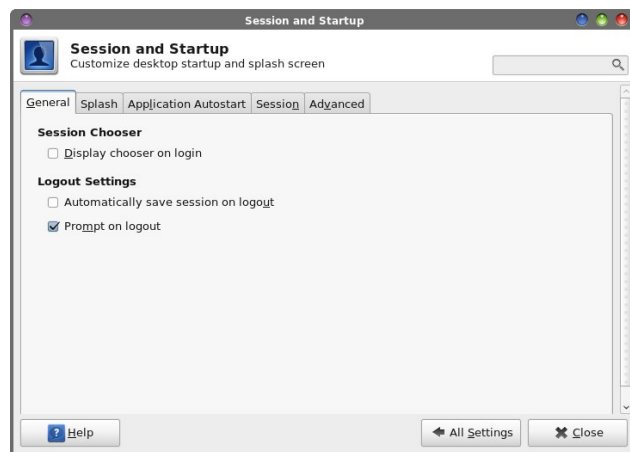 Session and Startup
Session and Startup
Customize desktop startup and splash screen
General Splash Application Autostart Session Advanced
Session Chooser
Display chooser on login
Logout Settings
Automatically save session on logout
Prompt on logout
? Help All Settings Close